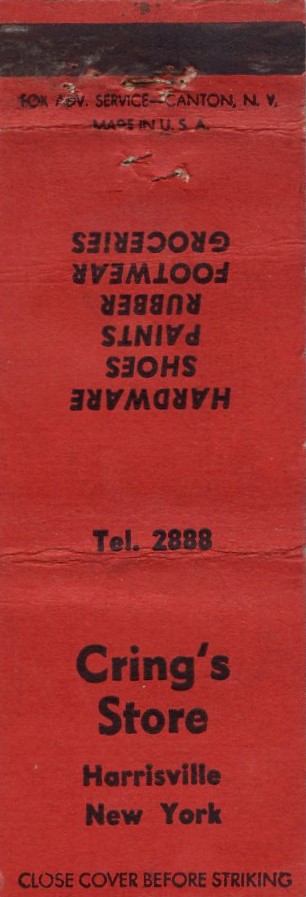 FOX ADV. SERVICE—CANTON, N. Y.
MADE IN U. S. A.
HARDWARE
SHOES
PAINTS
RUBBER
FOOTWEAR
GROCERIES
Tel. 2888
Cring's
Store
Harrisville
New York
CLOSE COVER BEFORE STRIKING